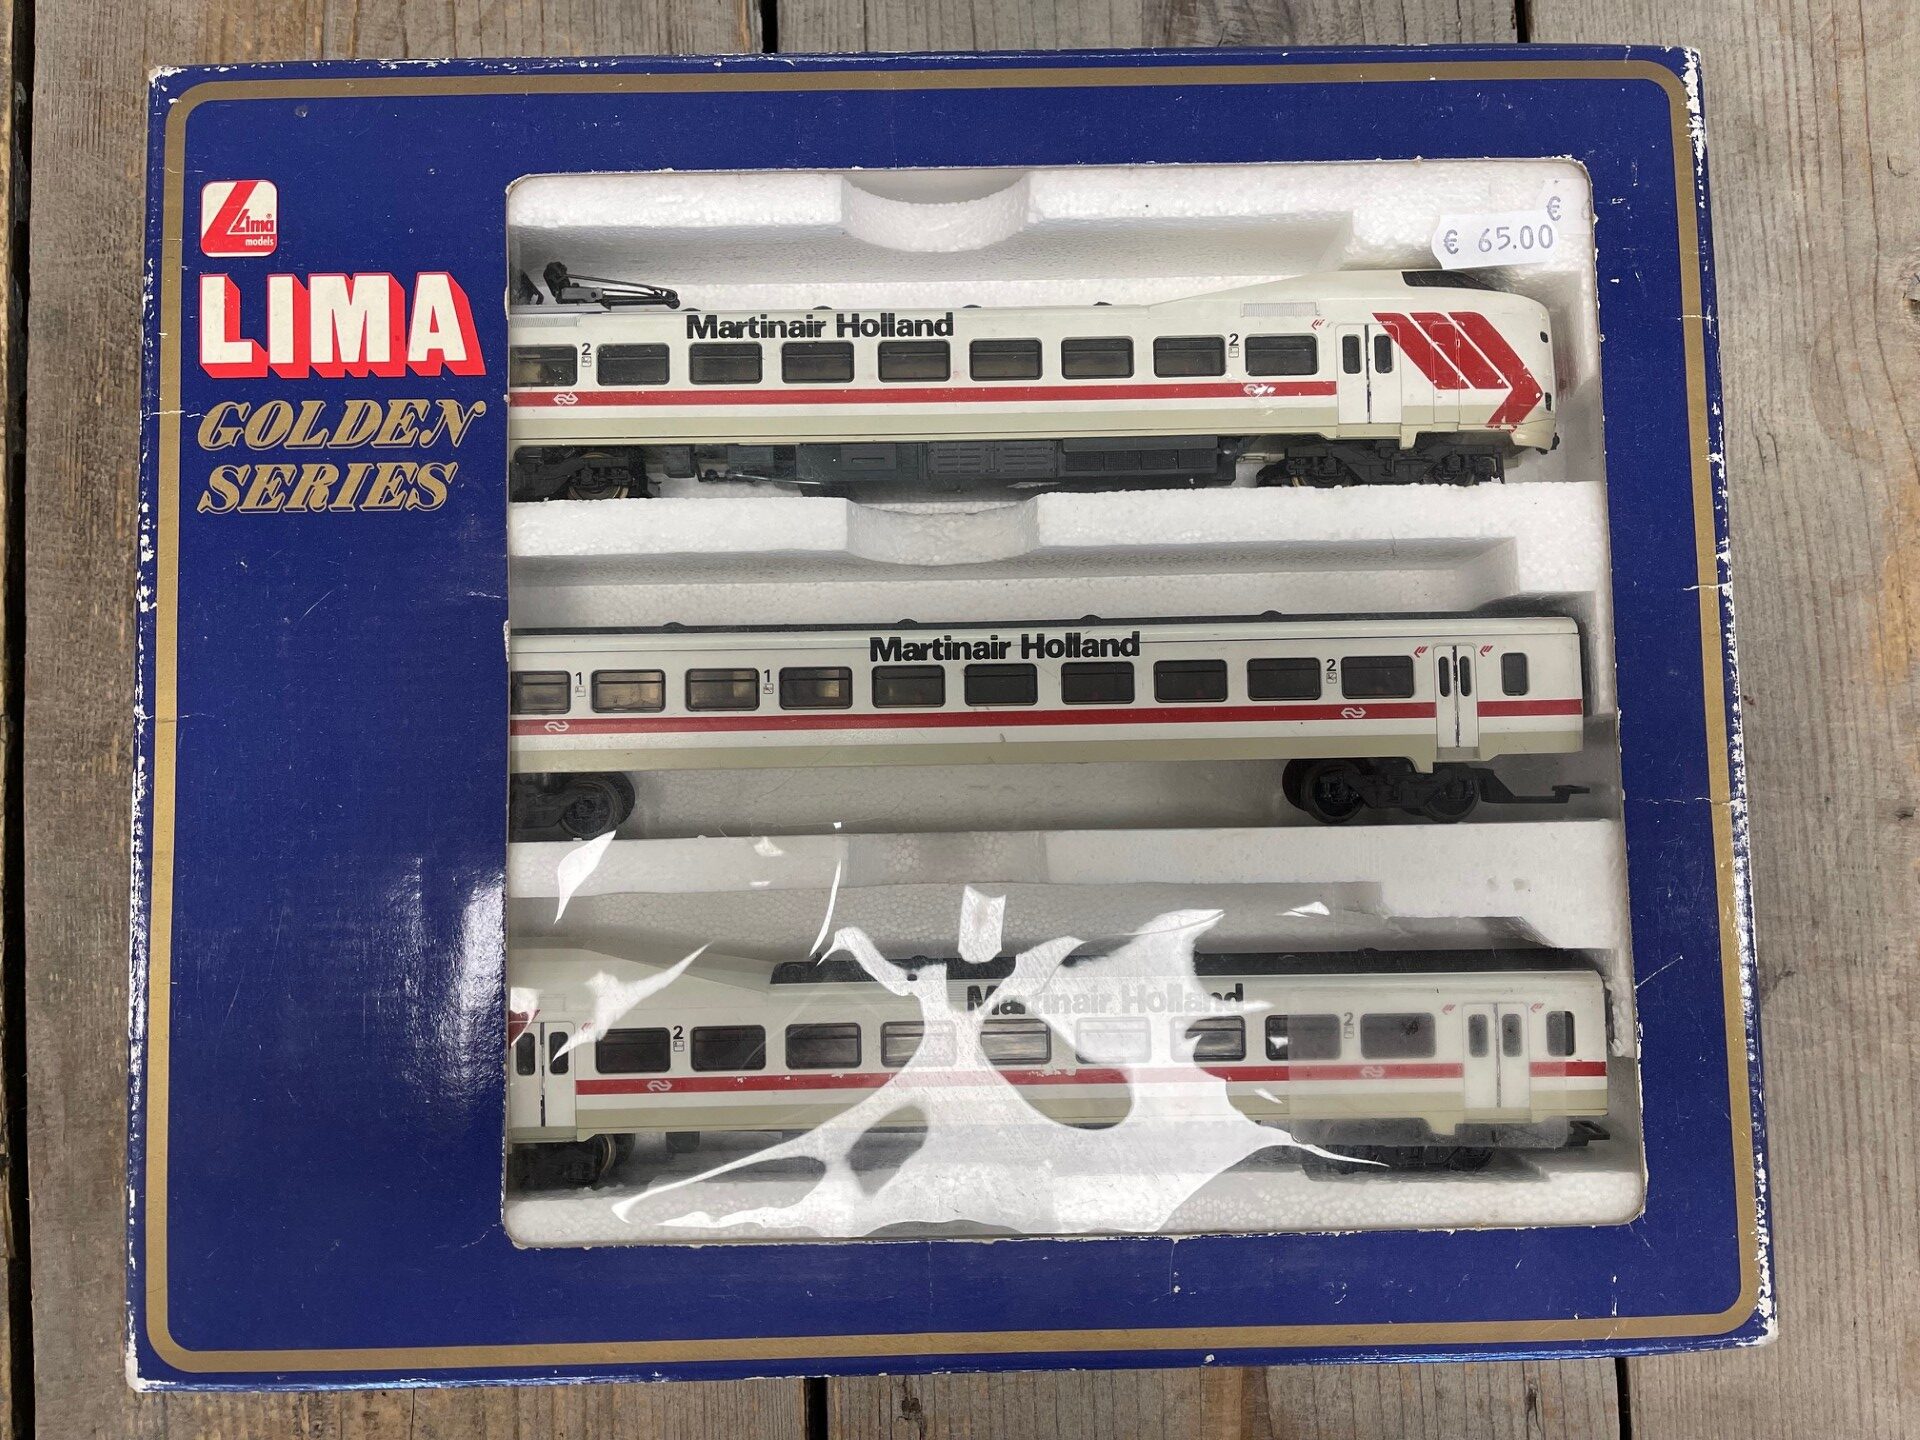 Lima
models
LIMA
GOLDEN
SERIES
€
€ 65.00
Martinair Holland
2
2
Martinair Holland
1
1
2
Martinair Holland
2
2